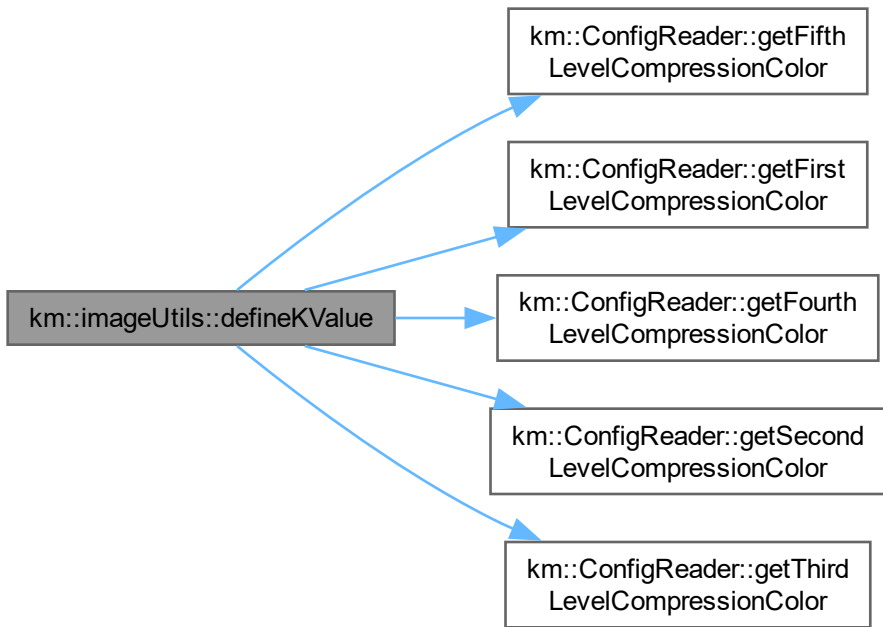 km::imageUtils::defineKValue
km::ConfigReader::getFifth
LevelCompressionColor
km::ConfigReader::getFirst
LevelCompressionColor
km::ConfigReader::getFourth
LevelCompressionColor
km::ConfigReader::getSecond
LevelCompressionColor
km::ConfigReader::getThird
LevelCompressionColor